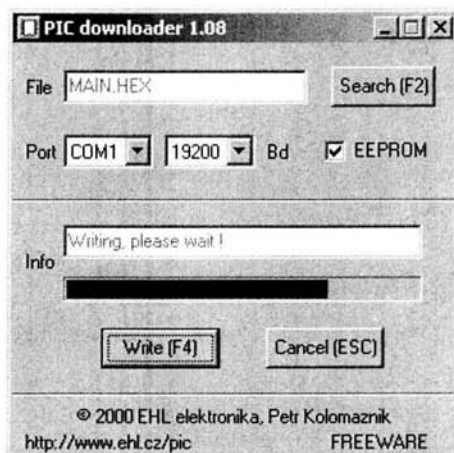 PIC downloader 1.08
File MAIN.HEX Search (F2)
Port COM1 19200 Bd EEPROM
Writing, please wait !
Info
Write (F4) Cancel (ESC)
© 2000 EHL elektronika, Petr Kolomaznik
http://www.ehl.cz/pic FREEWARE